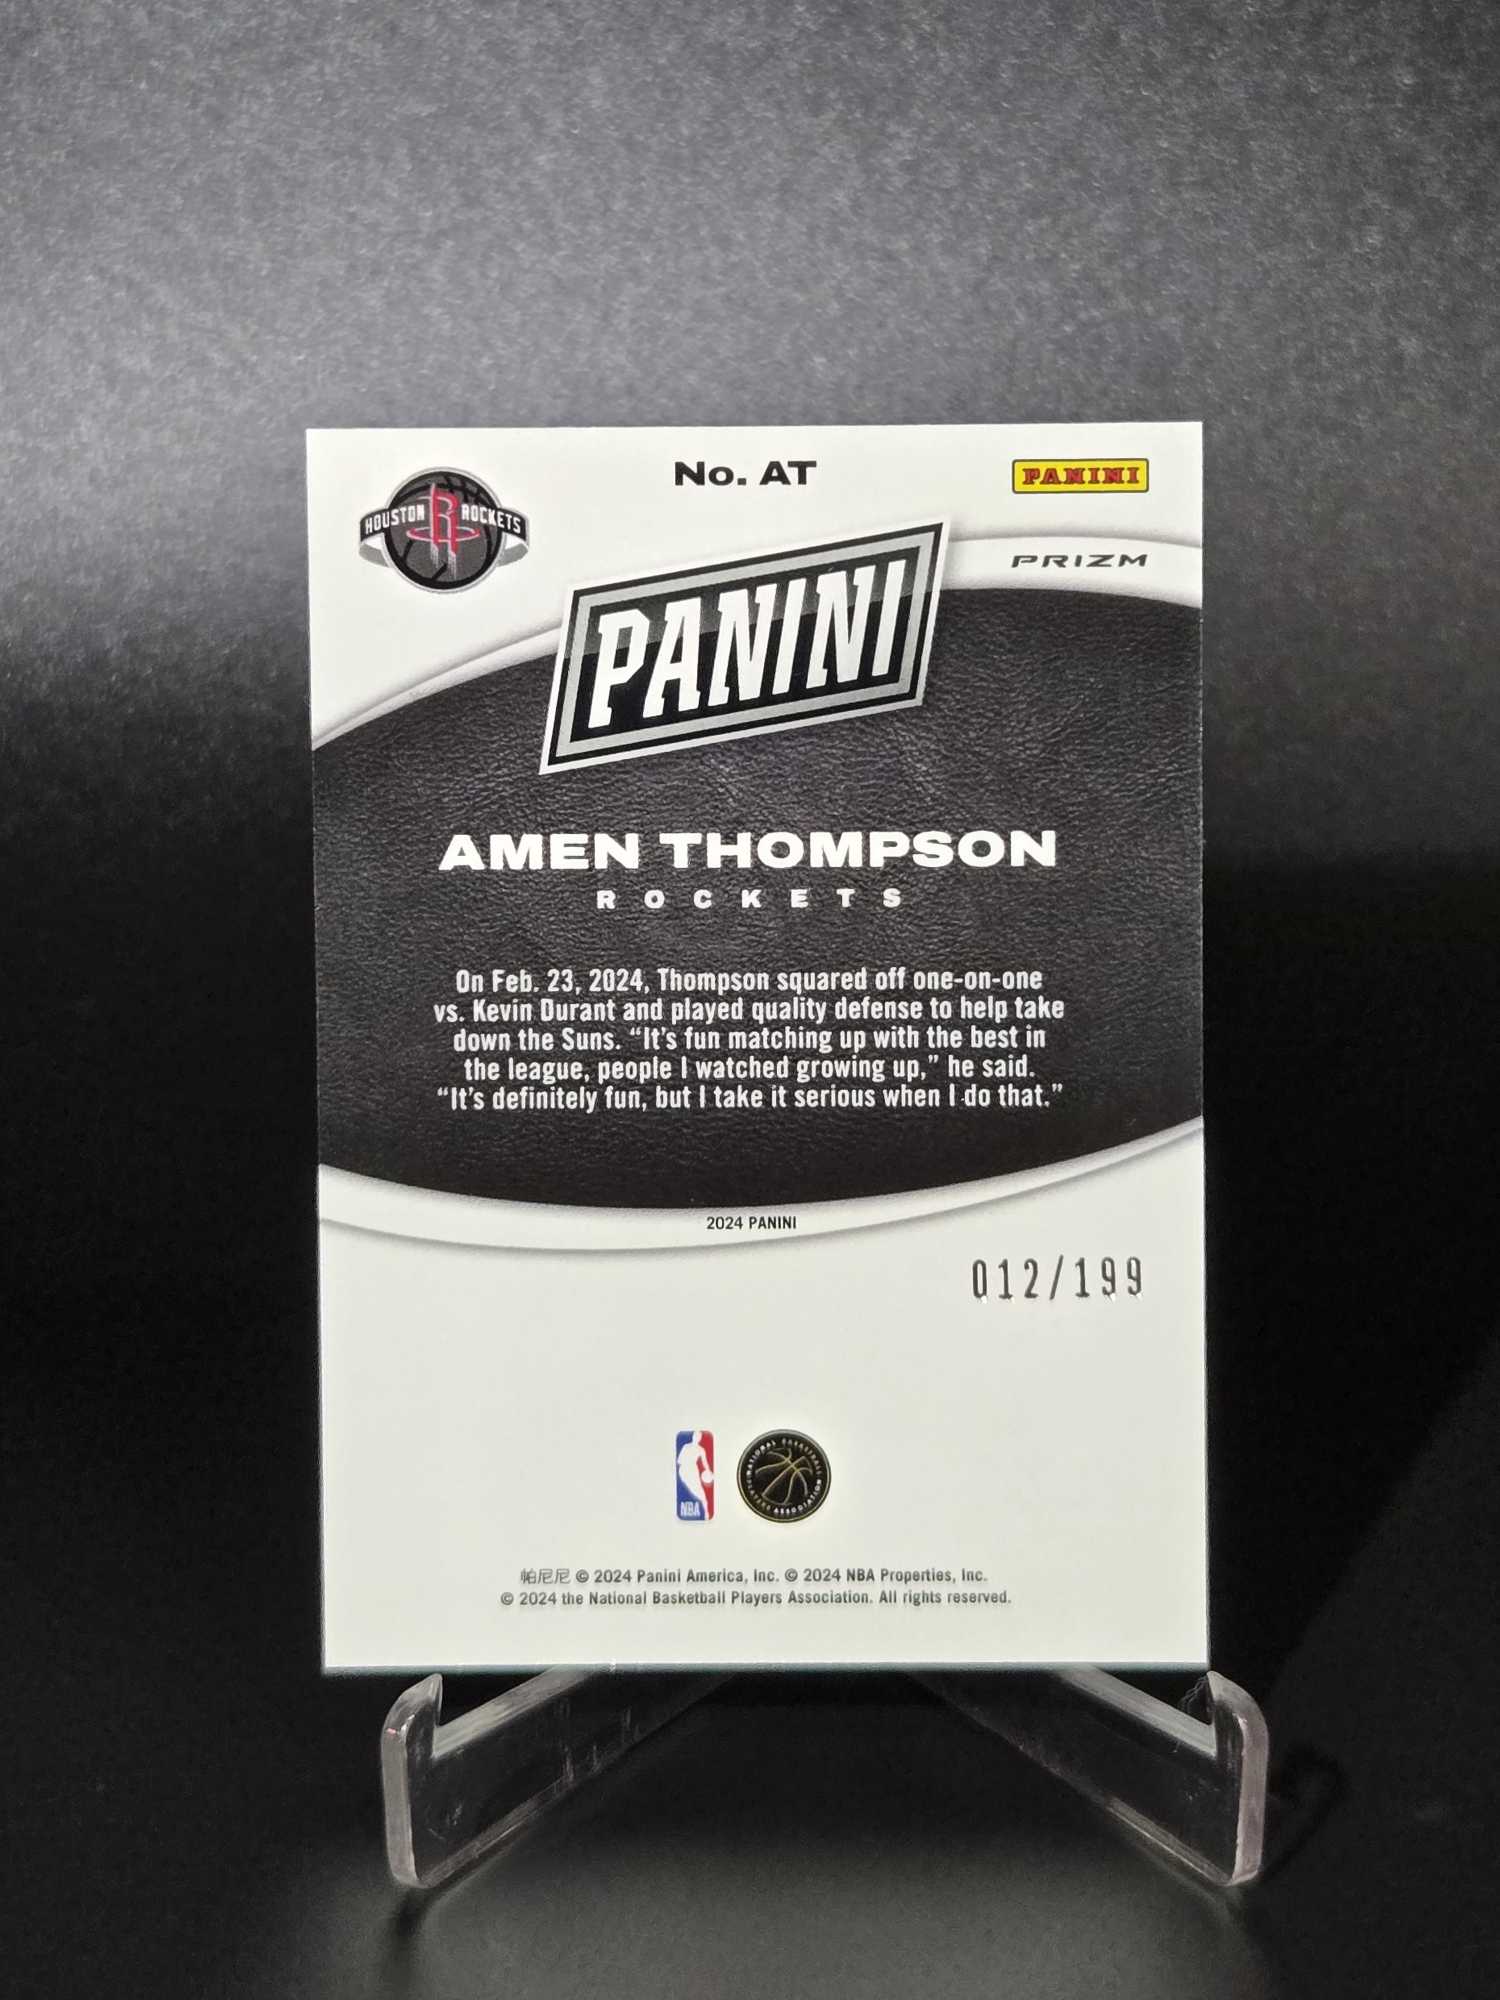 No. AT
PANINI
HOUSTON ROCKETS
PRIZM
PANINI
AMEN THOMPSON
ROCKETS
On Feb. 23, 2024, Thompson squared off one-on-one
vs. Kevin Durant and played quality defense to help take
down the Suns. “It's fun matching up with the best in
the league, people I watched growing up,” he said.
“It's definitely fun, but I take it serious when I do that.”
2024 PANINI
012/199
NBA
NATIONAL BASKETBALL
PLAYERS ASSOCIATION
帕尼尼 © 2024 Panini America, Inc. © 2024 NBA Properties, Inc.
© 2024 the National Basketball Players Association. All rights reserved.